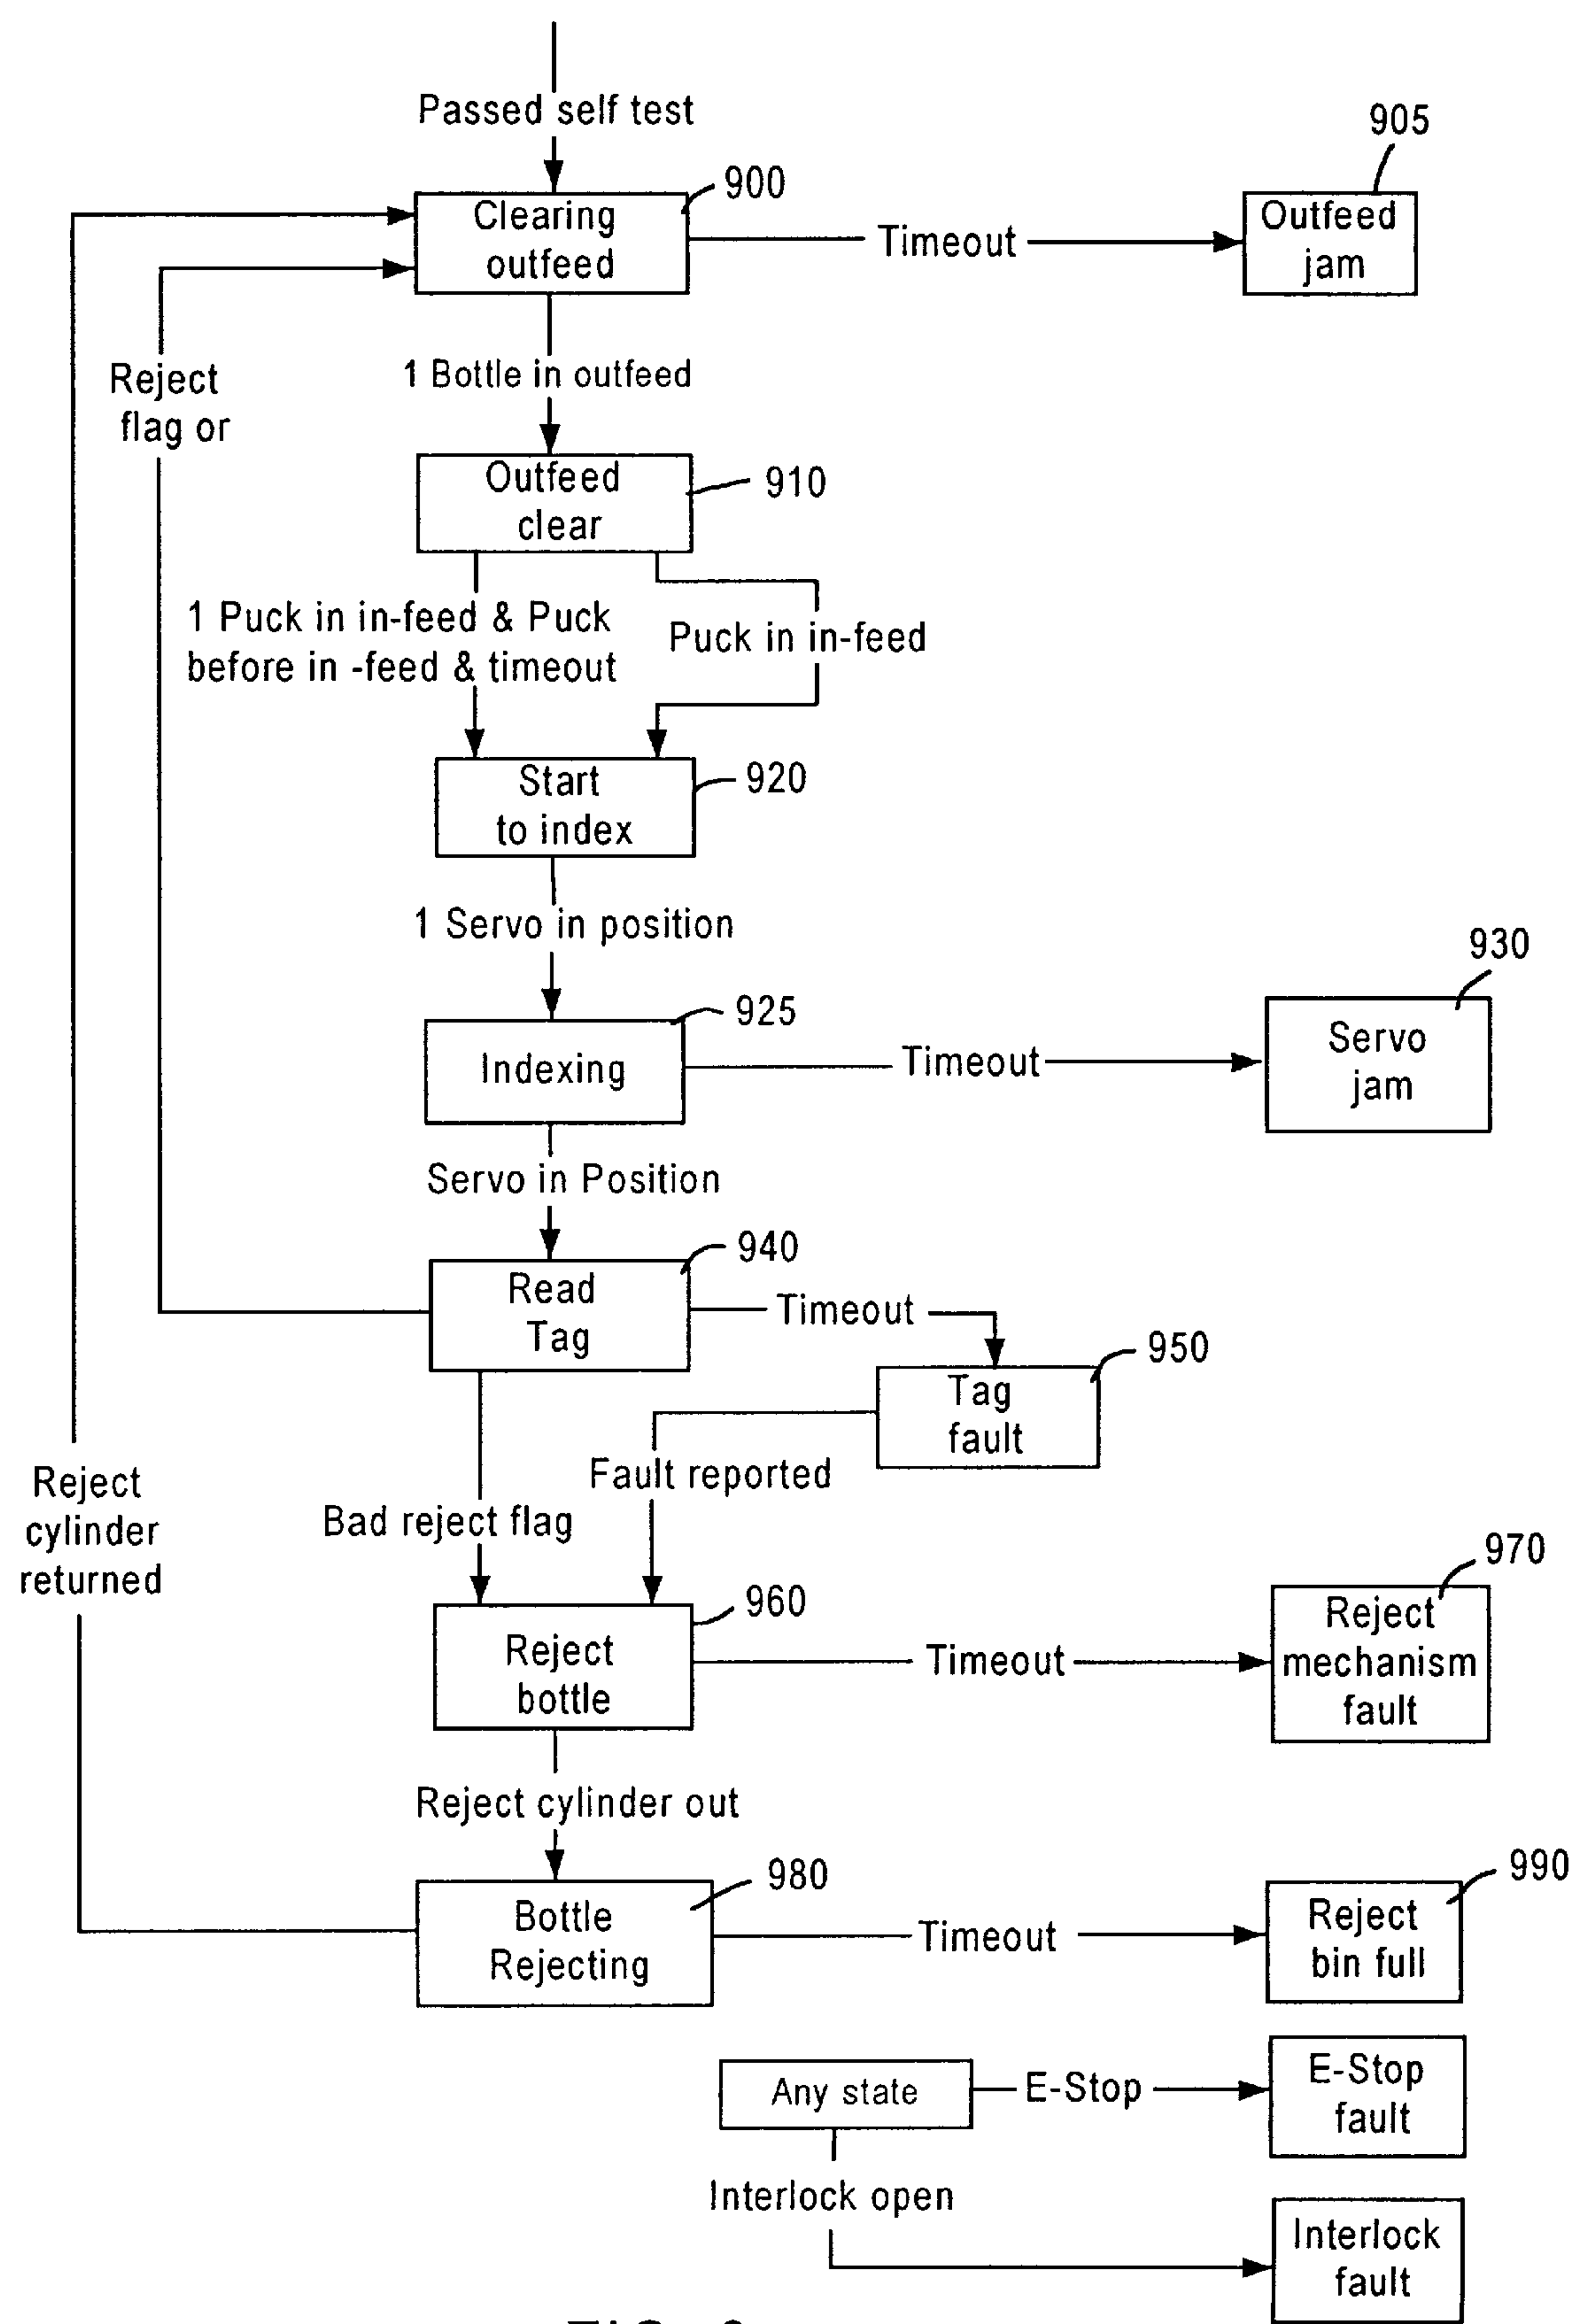 Passed self test
905
900
Clearing
outfeed
Timeout
Outfeed
jam
Reject
flag or
1 Bottle in outfeed
Outfeed
clear
910
1 Puck in in-feed & Puck
before in -feed & timeout
Puck in in-feed
Start
to index
920
1 Servo in position
930
925
Indexing
Timeout
Servo
jam
Servo in Position
940
Read
Tag
Timeout
950
Tag
fault
Reject
cylinder
returned
Fault reported
Bad reject flag
970
960
Reject
bottle
Timeout
Reject
mechanism
fault
Reject cylinder out
980
990
Bottle
Rejecting
Timeout
Reject
bin full
Any state
E-Stop
E-Stop
fault
Interlock open
Interlock
fault